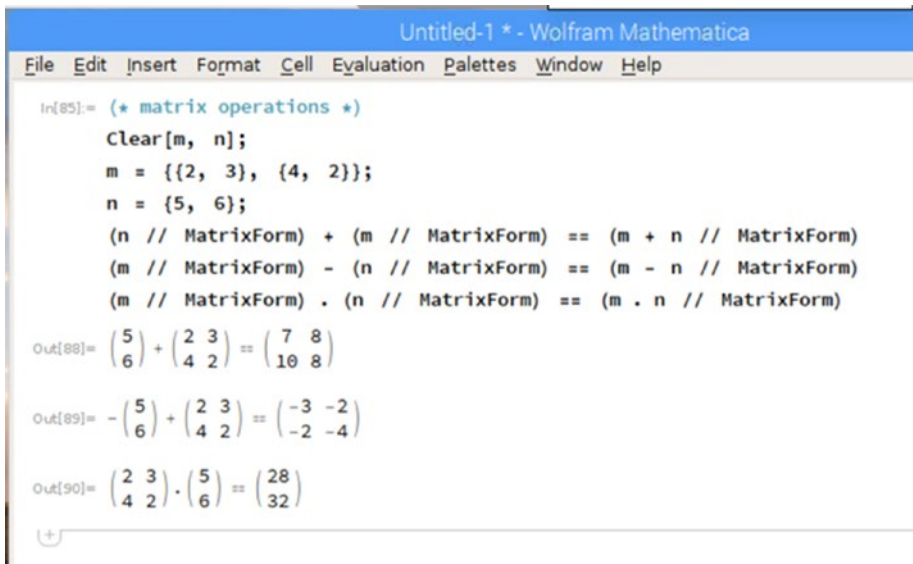 Untitled-1 * - Wolfram Mathematica
File Edit Insert Format Cell Evaluation Palettes Window Help
In[85]:= (* matrix operations *)
Clear[m, n];
m = {{2, 3}, {4, 2}};
n = {5, 6};
(n // MatrixForm) + (m // MatrixForm) == (m + n // MatrixForm)
(m // MatrixForm) - (n // MatrixForm) == (m - n // MatrixForm)
(m // MatrixForm) . (n // MatrixForm) == (m . n // MatrixForm)
Out[88]= (5 6) + (2 3 4 2) == (7 8 10 8)
Out[89]= -(5 6) + (2 3 4 2) == (-3 -2 -2 -4)
Out[90]= (2 3 4 2) . (5 6) == (28 32)